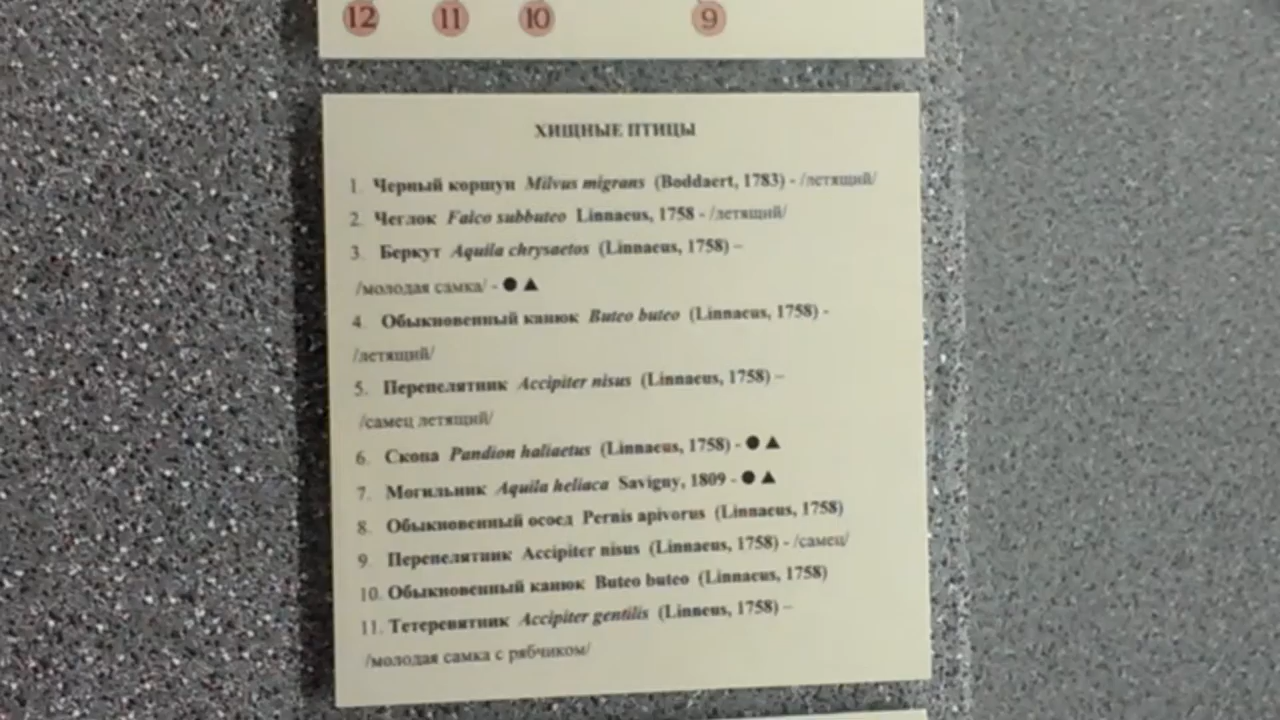 12 11 10 9
ХИЩНЫЕ ПТИЦЫ
1. Черный коршун Milvus migrans (Boddaert, 1783) - /летящий/
2. Чеглок Falco subbuteo Linnaeus, 1758 - /летящий/
3. Беркут Aquila chrysaetos (Linnaeus, 1758) –
/молодая самка/ - ● ▲
4. Обыкновенный канюк Buteo buteo (Linnaeus, 1758) -
/летящий/
5. Перепелятник Accipiter nisus (Linnaeus, 1758) –
/самец летящий/
6. Скопа Pandion haliaetus (Linnaeus, 1758) - ● ▲
7. Могильник Aquila heliaca Savigny, 1809 - ● ▲
8. Обыкновенный осоед Pernis apivorus (Linnaeus, 1758)
9. Перепелятник Accipiter nisus (Linnaeus, 1758) - /самец/
10. Обыкновенный канюк Buteo buteo (Linnaeus, 1758)
11. Тетеревятник Accipiter gentilis (Linneus, 1758) –
/молодая самка с рябчиком/